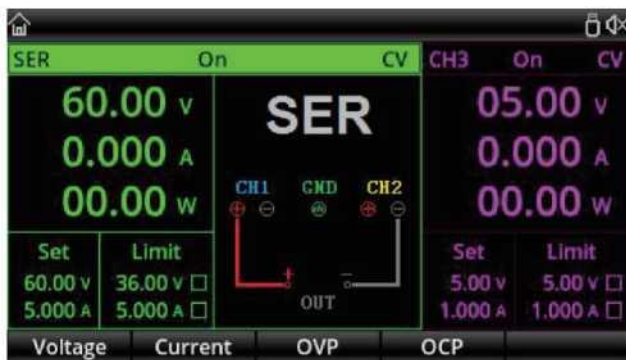 SER On CV CH3 On CV
60.00 V
0.000 A
00.00 W
SER
CH1 GND CH2
+ −
OUT
05.00 V
0.000 A
00.00 W
Set Limit
60.00 V 36.00 V
5.000 A 5.000 A
Set Limit
5.00 V 5.00 V
1.000 A 1.000 A
Voltage Current OVP OCP